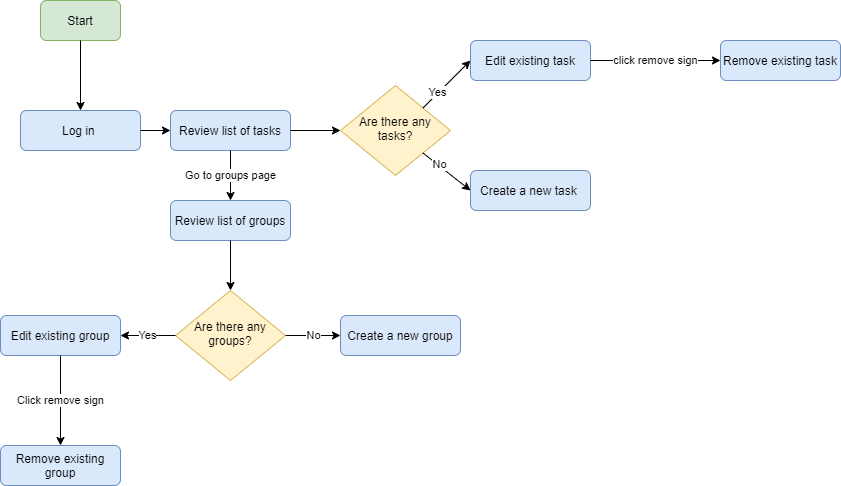 Start
Edit existing task
click remove sign
Remove existing task
Yes
Log in
Review list of tasks
Are there any
tasks?
No
Go to groups page
Create a new task
Review list of groups
Edit existing group
Yes
Are there any
groups?
No
Create a new group
Click remove sign
Remove existing
group